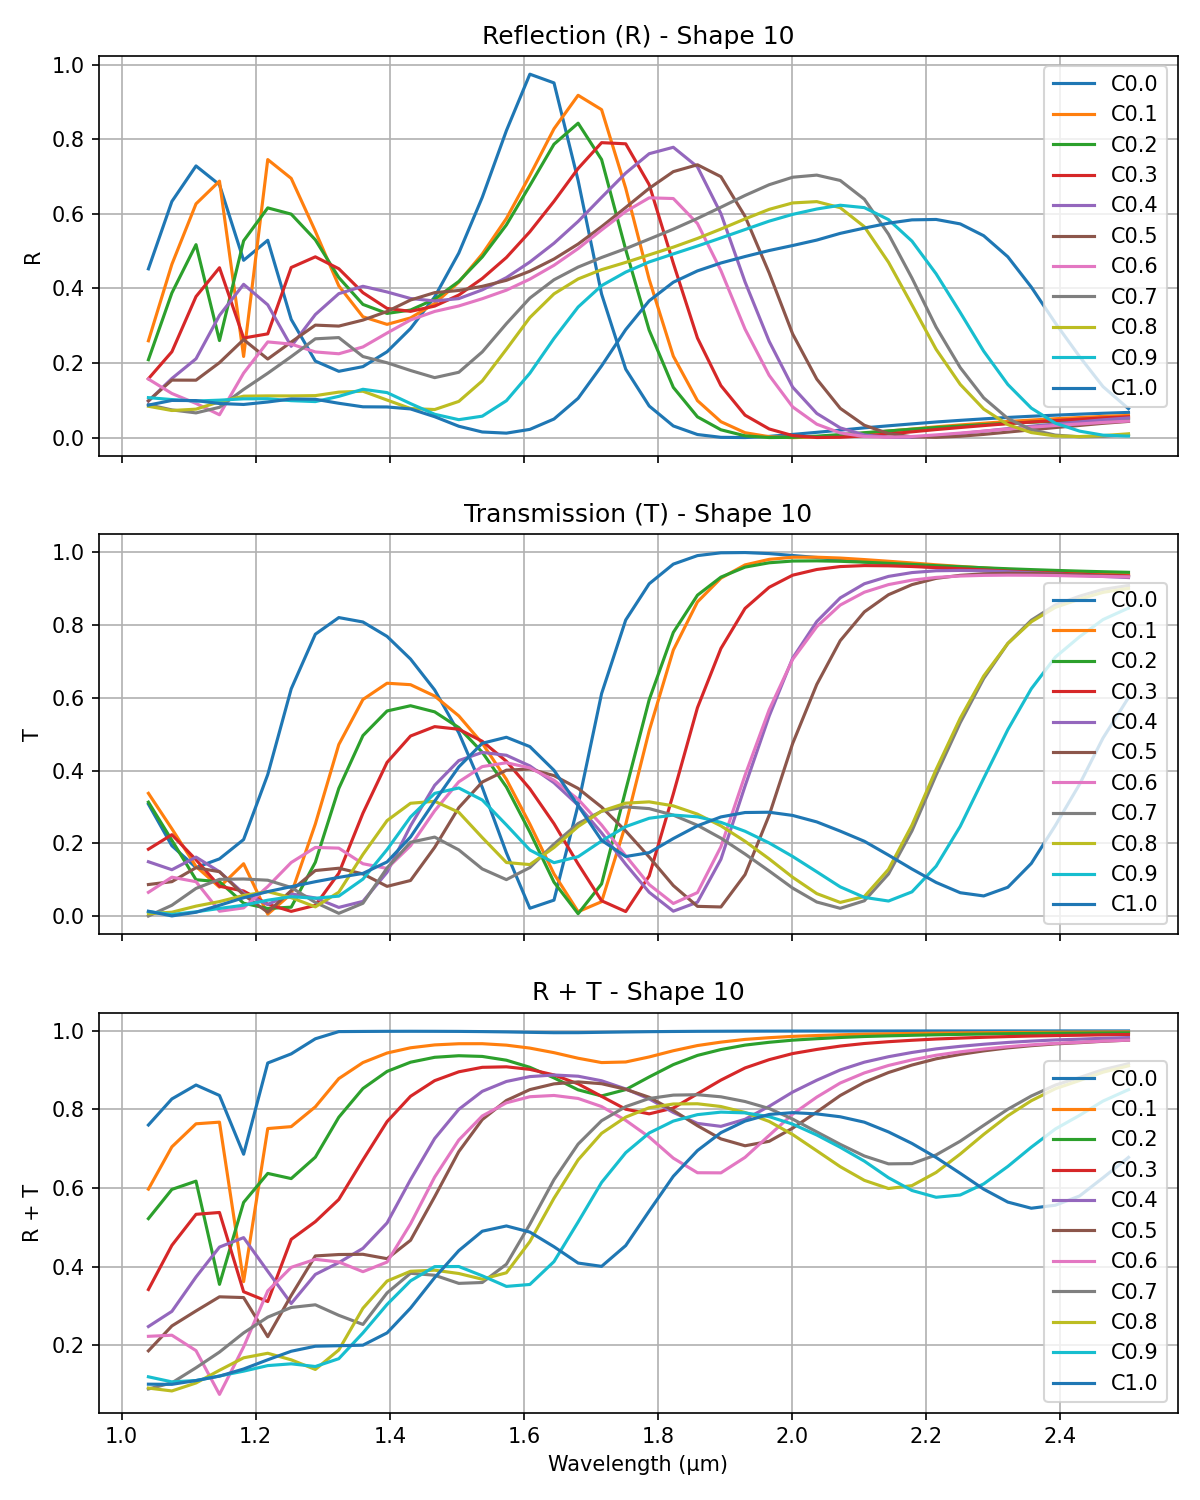 Reflection (R) - Shape 10
R
1.0
0.8
0.6
0.4
0.2
0.0
C0.0
C0.1
C0.2
C0.3
C0.4
C0.5
C0.6
C0.7
C0.8
C0.9
C1.0
Transmission (T) - Shape 10
T
1.0
0.8
0.6
0.4
0.2
0.0
C0.0
C0.1
C0.2
C0.3
C0.4
C0.5
C0.6
C0.7
C0.8
C0.9
C1.0
R + T - Shape 10
R + T
1.0
0.8
0.6
0.4
0.2
C0.0
C0.1
C0.2
C0.3
C0.4
C0.5
C0.6
C0.7
C0.8
C0.9
C1.0
1.0 1.2 1.4 1.6 1.8 2.0 2.2 2.4
Wavelength (μm)